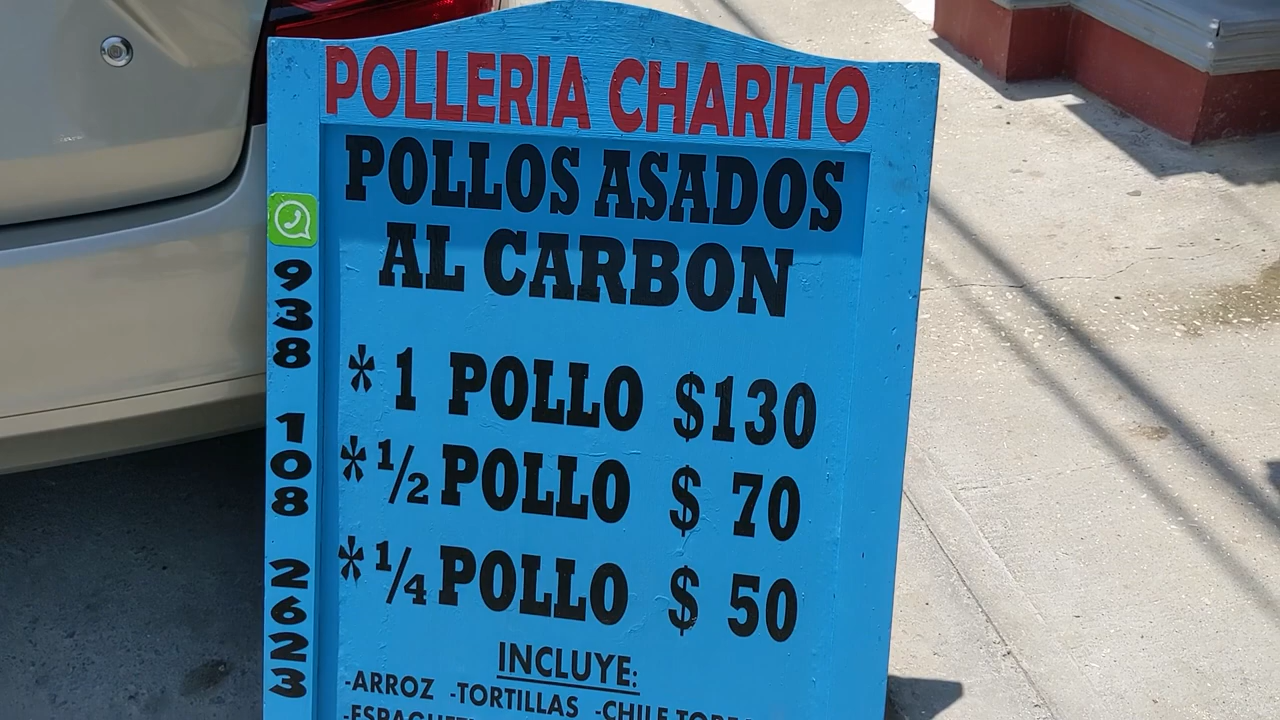 POLLERIA CHARITO
POLLOS ASADOS
AL CARBON
* 1 POLLO $130
* 1/2 POLLO $ 70
* 1/4 POLLO $ 50
INCLUYE:
-ARROZ -TORTILLAS -CHILE
938 108 2623